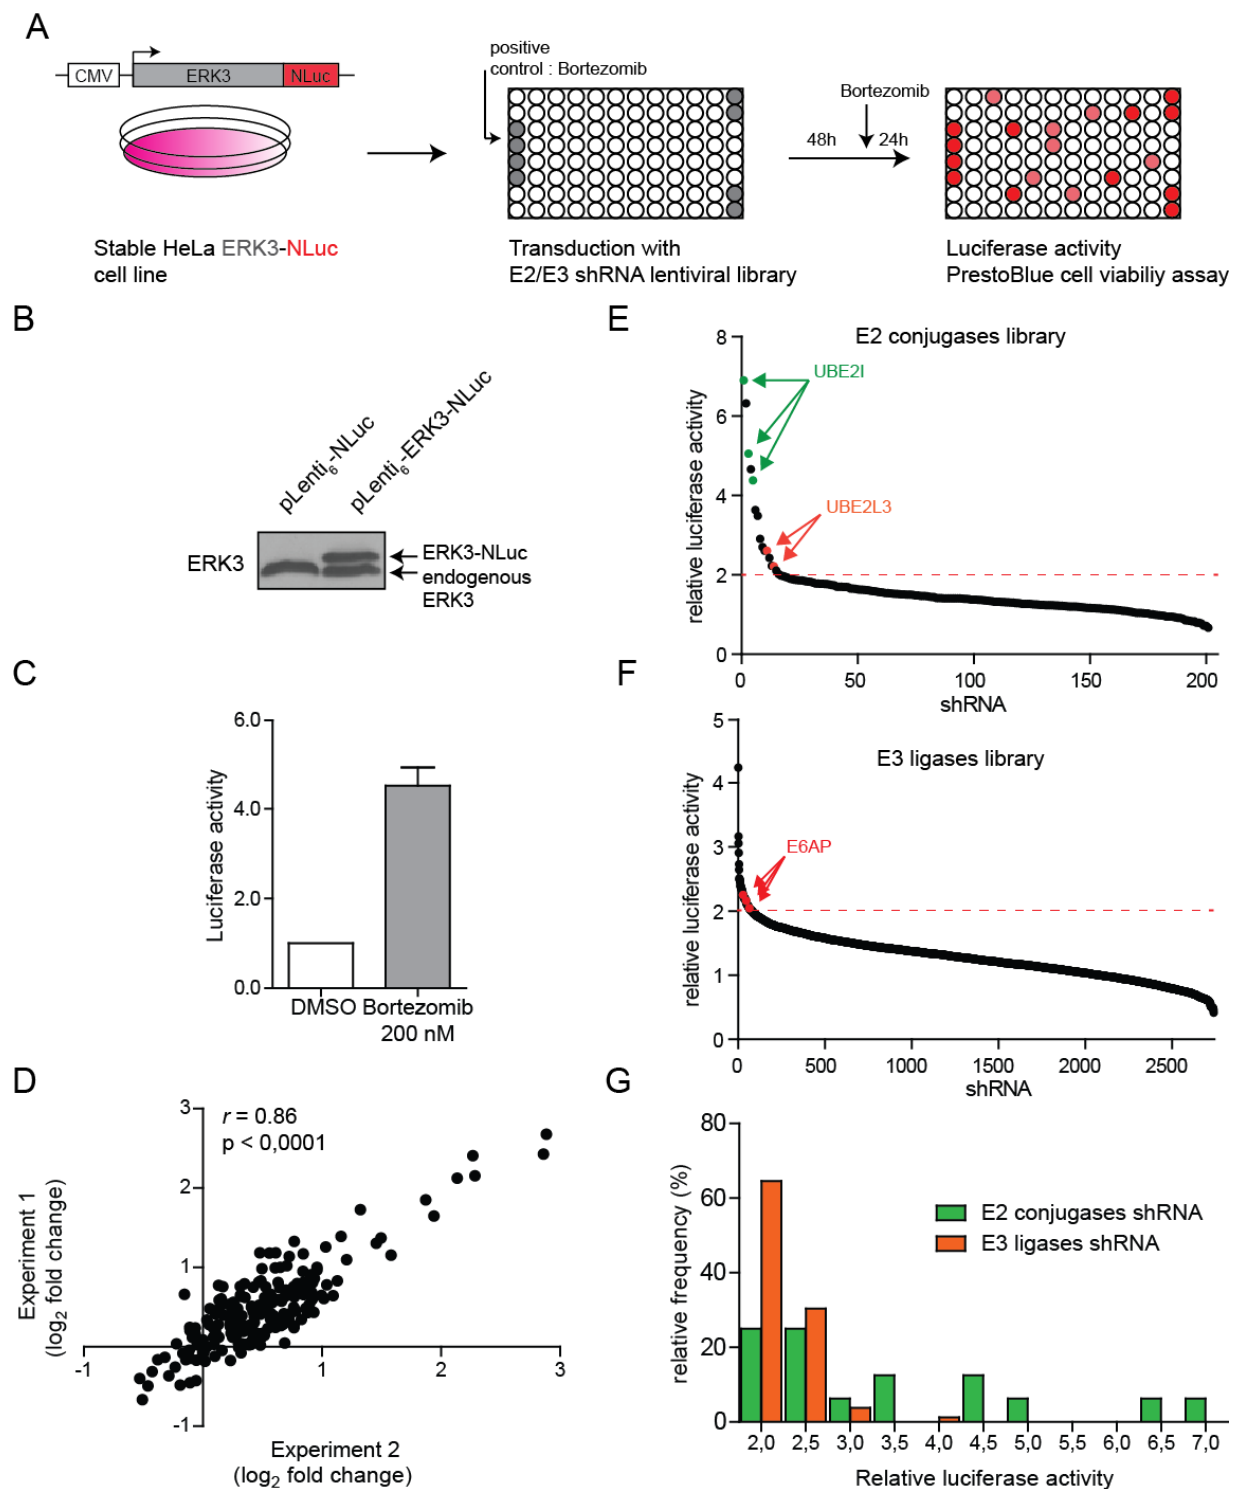 A
CMV
ERK3
NLuc
Stable HeLa ERK3-NLuc
cell line
positive
control : Bortezomib
Transduction with
E2/E3 shRNA lentiviral library
Bortezomib
48h
24h
Luciferase activity
PrestoBlue cell viabiliy assay
B
pLenti6-NLuc
pLenti6-ERK3-NLuc
ERK3
ERK3-NLuc
endogenous
ERK3
C
Luciferase activity
6.0
4.0
2.0
0.0
DMSO
Bortezomib
200 nM
D
r = 0.86
p < 0,0001
Experiment 1
(log2 fold change)
3
2
1
-1
-1
1
2
3
Experiment 2
(log2 fold change)
E
E2 conjugases library
relative luciferase activity
8
6
4
2
0
UBE2I
UBE2L3
0
50
100
150
200
shRNA
F
E3 ligases library
relative luciferase activity
5
4
3
2
1
0
E6AP
0
500
1000
1500
2000
2500
shRNA
G
relative frequency (%)
80
60
40
20
0
E2 conjugases shRNA
E3 ligases shRNA
2,0
2,5
3,0
3,5
4,0
4,5
5,0
5,5
6,0
6,5
7,0
Relative luciferase activity